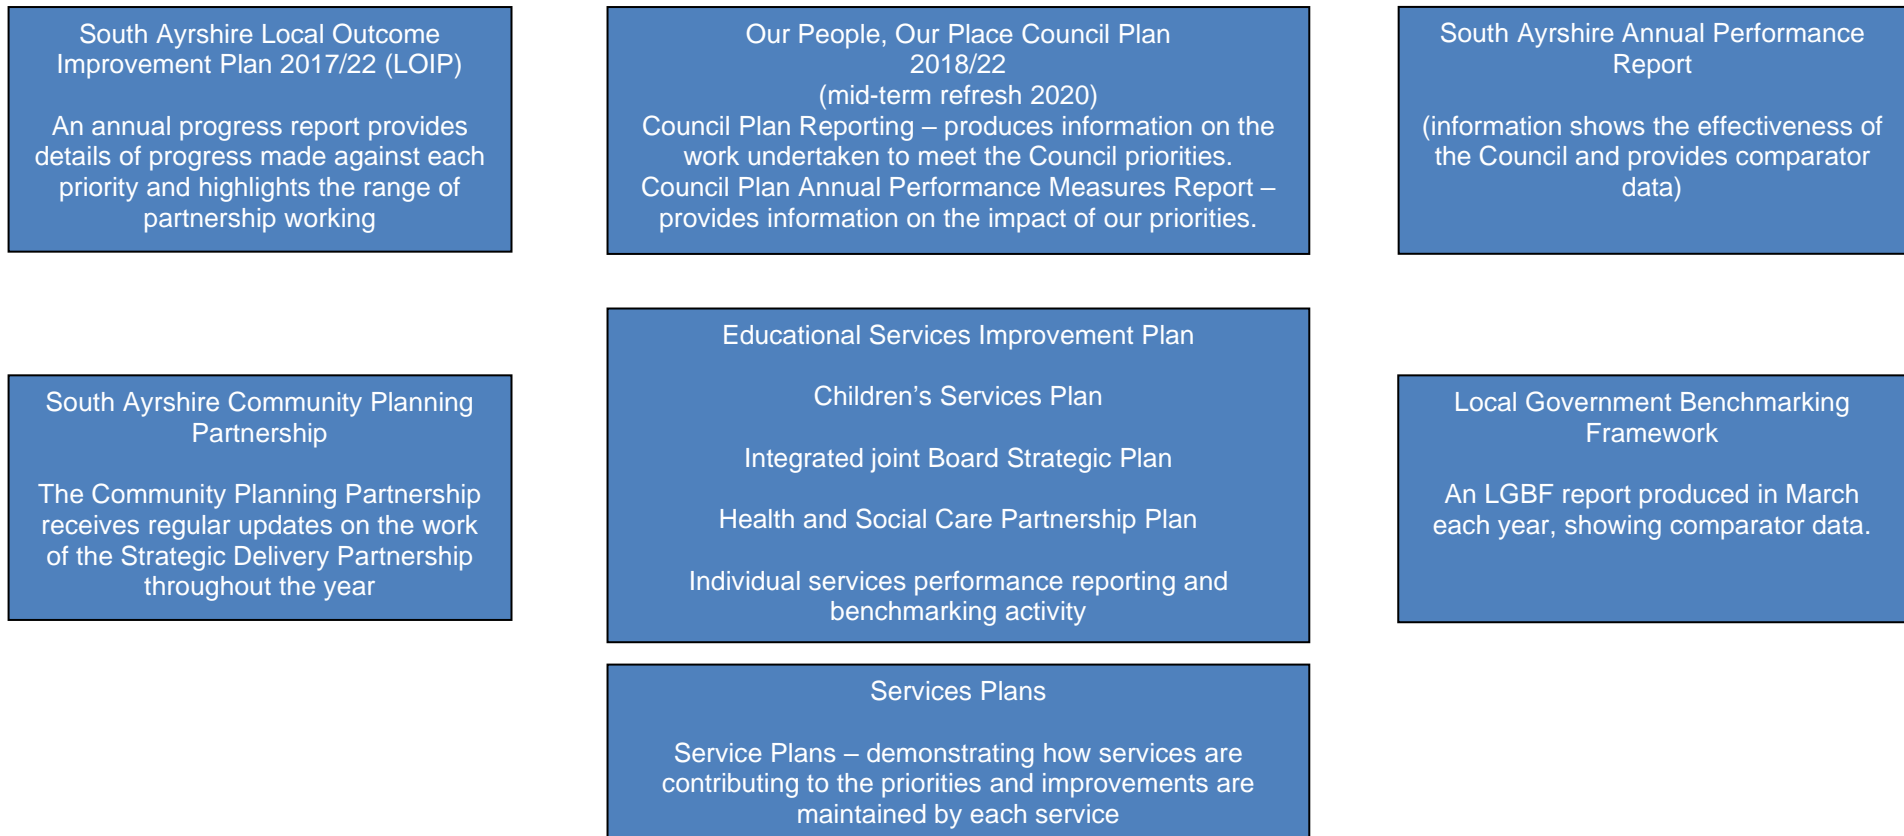 South Ayrshire Local Outcome
Improvement Plan 2017/22 (LOIP)
An annual progress report provides
details of progress made against each
priority and highlights the range of
partnership working
Our People, Our Place Council Plan
2018/22
(mid-term refresh 2020)
Council Plan Reporting – produces information on the
work undertaken to meet the Council priorities.
Council Plan Annual Performance Measures Report –
provides information on the impact of our priorities.
South Ayrshire Annual Performance
Report
(information shows the effectiveness of
the Council and provides comparator
data)
South Ayrshire Community Planning
Partnership
The Community Planning Partnership
receives regular updates on the work
of the Strategic Delivery Partnership
throughout the year
Educational Services Improvement Plan
Children’s Services Plan
Integrated joint Board Strategic Plan
Health and Social Care Partnership Plan
Individual services performance reporting and
benchmarking activity
Local Government Benchmarking
Framework
An LGBF report produced in March
each year, showing comparator data.
Services Plans
Service Plans – demonstrating how services are
contributing to the priorities and improvements are
maintained by each service